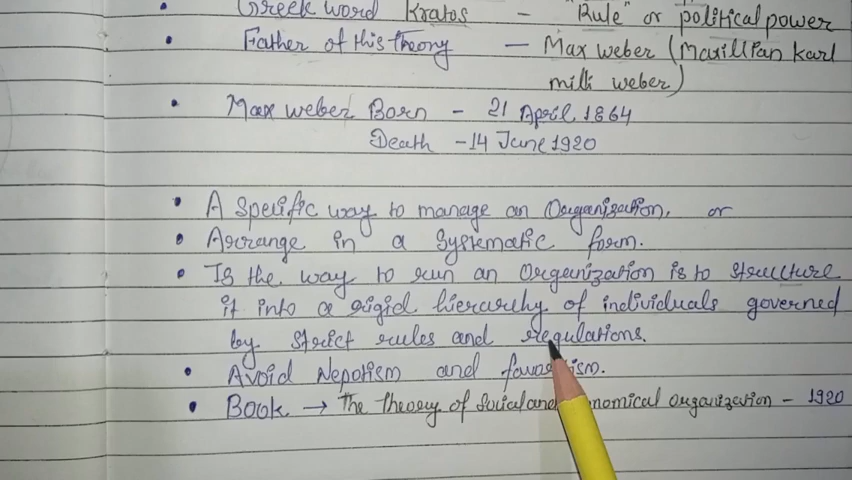 • Greek word Kratos - "Rule" or political power
• Father of this theory - Max weber (Maxillian karl
milli weber)
• Max weber Born - 21 April, 1864
Death - 14 June 1920
• A specific way to manage an Organization, or
• Arrange in a systematic form.
• Is the way to run an organization is to structure
it into a rigid hierarchy of individuals governed
by strict rules and regulations.
• Avoid Nepotism and
• Book → The theory of Social and organization - 1920